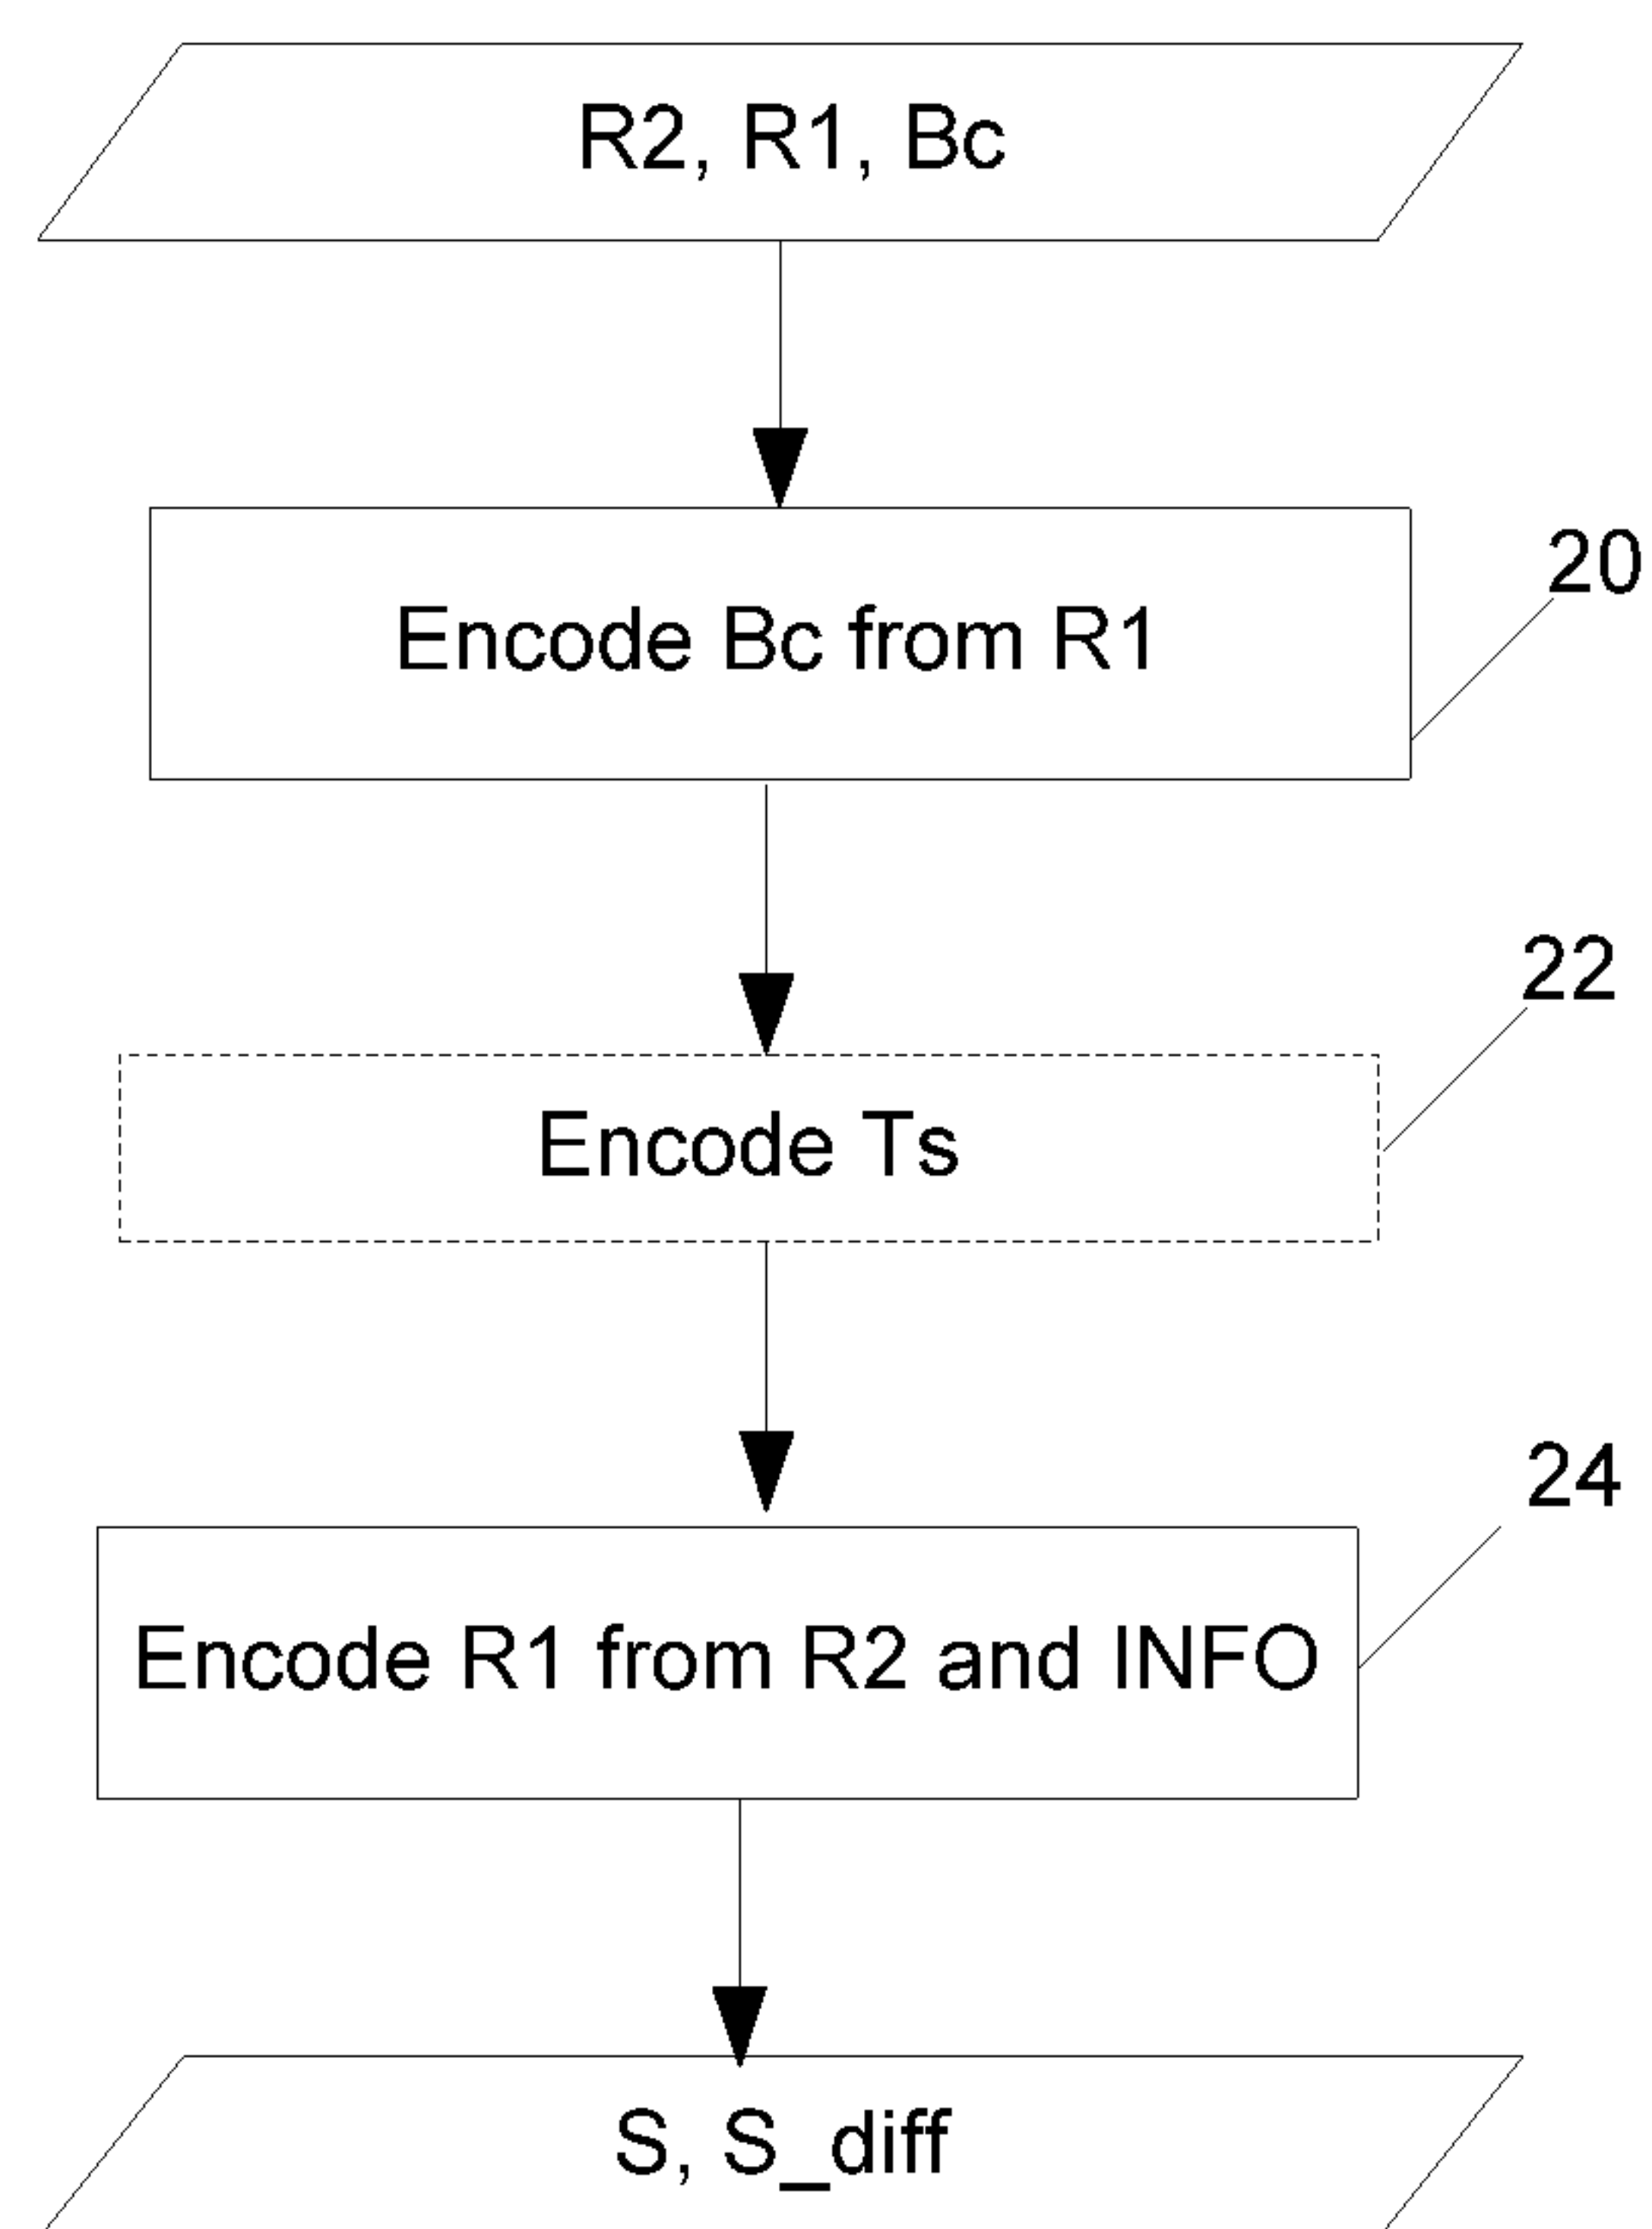 R2, R1, Bc
Encode Bc from R1
20
22
Encode Ts
24
Encode R1 from R2 and INFO
S, S_diff